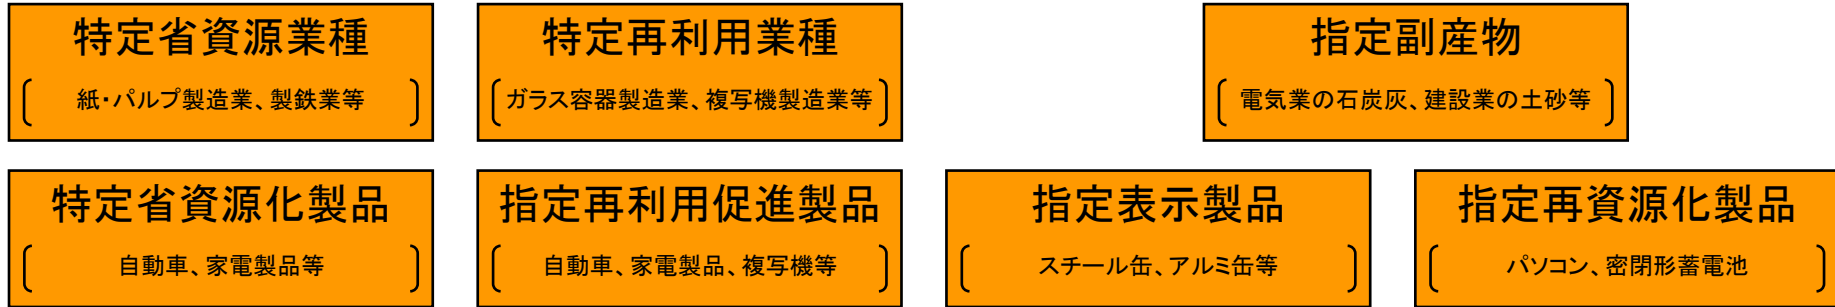 特定省資源業種
紙・パルプ製造業、製鉄業等
特定再利用業種
ガラス容器製造業、複写機製造業等
指定副産物
電気業の石炭灰、建設業の土砂等
特定省資源化製品
自動車、家電製品等
指定再利用促進製品
自動車、家電製品、複写機等
指定表示製品
スチール缶、アルミ缶等
指定再資源化製品
パソコン、密閉形蓄電池